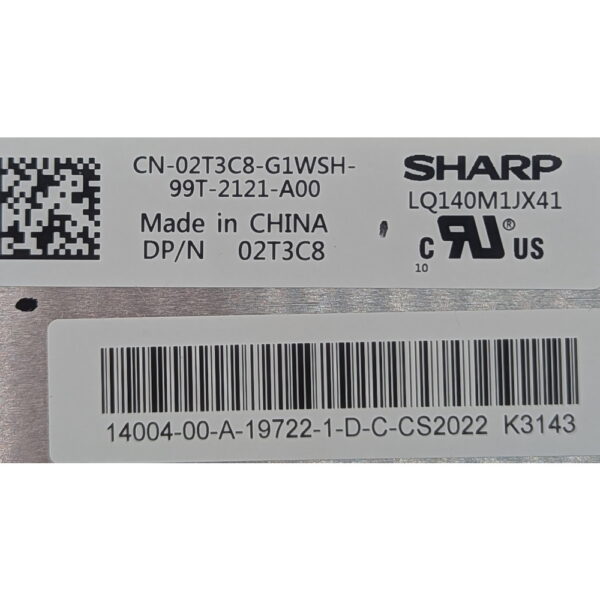 CN-02T3C8-G1WSH-
99T-2121-A00
Made in CHINA
DP/N 02T3C8
SHARP
LQ140M1JX41
C RU ® US
10
14004-00-A-19722-1-D-C-CS2022 K3143